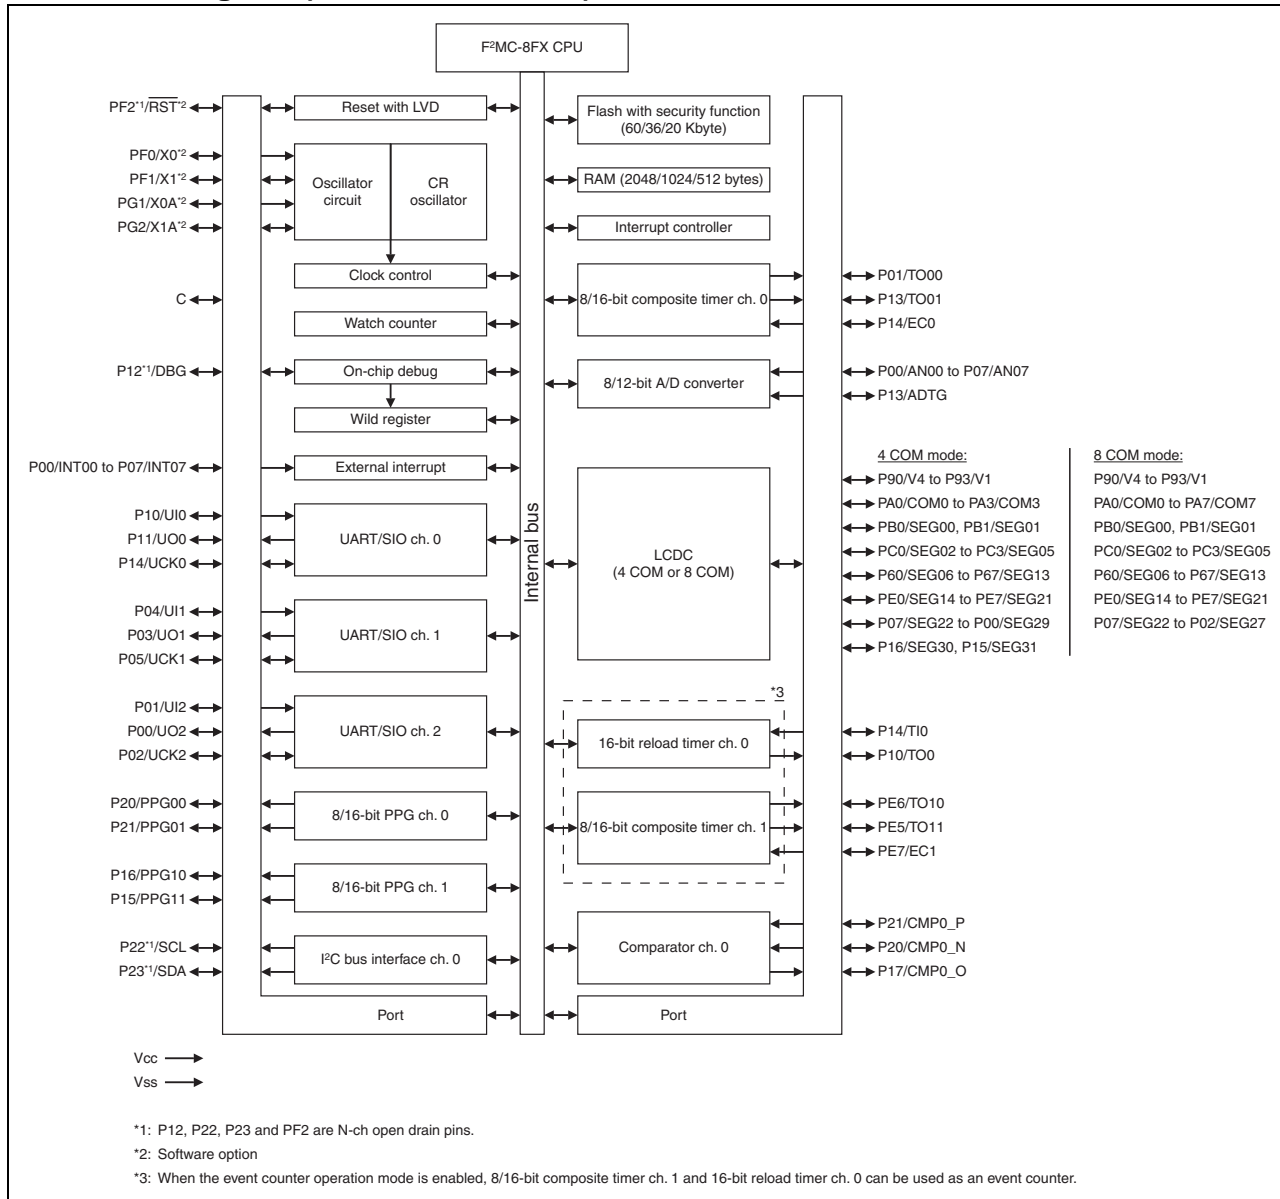 F²MC-8FX CPU
PF2*1/RST*2
Reset with LVD
PF0/X0*2
PF1/X1*2
PG1/X0A*2
PG2/X1A*2
Oscillator
circuit
CR
oscillator
Clock control
C
Watch counter
P12*1/DBG
On-chip debug
Wild register
P00/INT00 to P07/INT07
External interrupt
P10/UI0
P11/UO0
P14/UCK0
UART/SIO ch. 0
P04/UI1
P03/UO1
P05/UCK1
UART/SIO ch. 1
P01/UI2
P00/UO2
P02/UCK2
UART/SIO ch. 2
P20/PPG00
P21/PPG01
8/16-bit PPG ch. 0
P16/PPG10
P15/PPG11
8/16-bit PPG ch. 1
P22*1/SCL
P23*1/SDA
I²C bus interface ch. 0
Port
Internal bus
Flash with security function
(60/36/20 Kbyte)
RAM (2048/1024/512 bytes)
Interrupt controller
8/16-bit composite timer ch. 0
P01/TO00
P13/TO01
P14/EC0
8/12-bit A/D converter
P00/AN00 to P07/AN07
P13/ADTG
LCDC
(4 COM or 8 COM)
4 COM mode:
P90/V4 to P93/V1
PA0/COM0 to PA3/COM3
PB0/SEG00, PB1/SEG01
PC0/SEG02 to PC3/SEG05
P60/SEG06 to P67/SEG13
PE0/SEG14 to PE7/SEG21
P07/SEG22 to P00/SEG29
P16/SEG30, P15/SEG31
8 COM mode:
P90/V4 to P93/V1
PA0/COM0 to PA7/COM7
PB0/SEG00, PB1/SEG01
PC0/SEG02 to PC3/SEG05
P60/SEG06 to P67/SEG13
PE0/SEG14 to PE7/SEG21
P07/SEG22 to P02/SEG27
*3
16-bit reload timer ch. 0
P14/TI0
P10/TO0
8/16-bit composite timer ch. 1
PE6/TO10
PE5/TO11
PE7/EC1
Comparator ch. 0
P21/CMP0_P
P20/CMP0_N
P17/CMP0_O
Port
Vcc
Vss
*1: P12, P22, P23 and PF2 are N-ch open drain pins.
*2: Software option
*3: When the event counter operation mode is enabled, 8/16-bit composite timer ch. 1 and 16-bit reload timer ch. 0 can be used as an event counter.